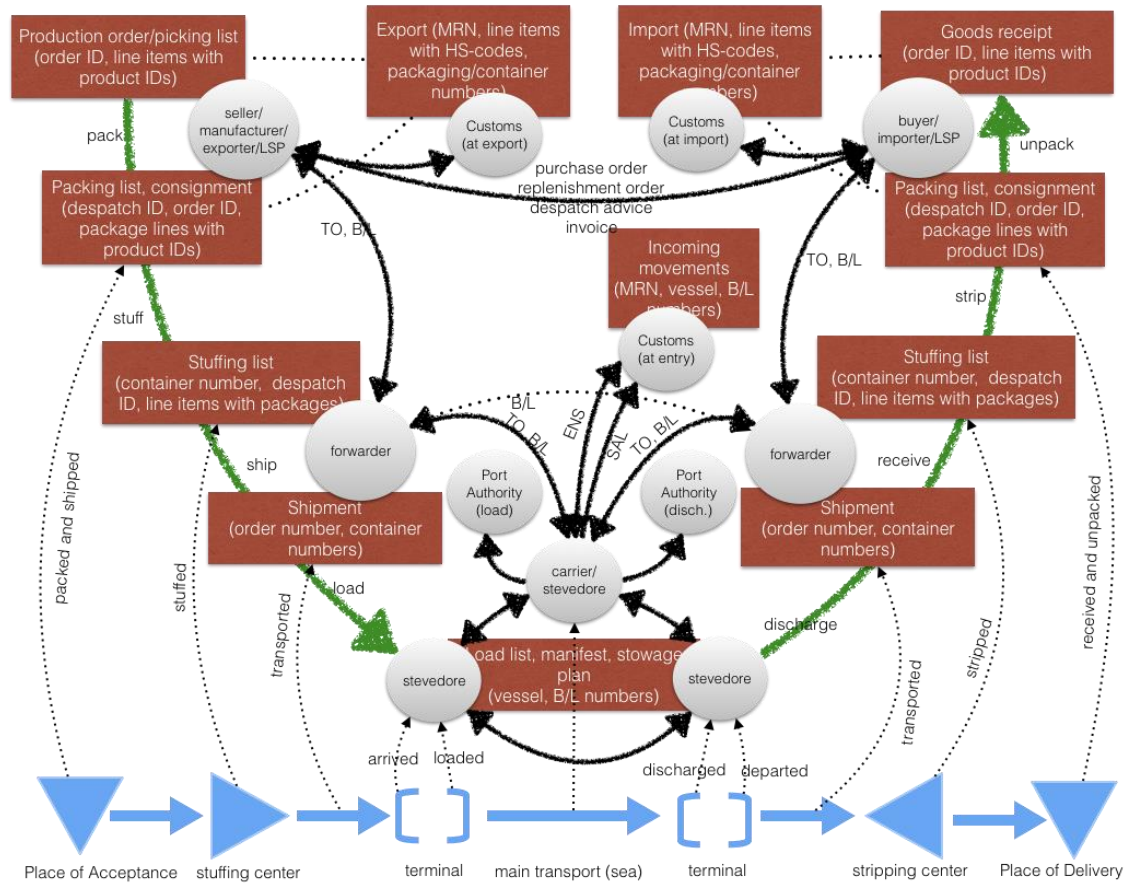 Production order/picking list
(order ID, line items with
product IDs)
Export (MRN, line items
with HS-codes,
packaging/container
numbers)
Import (MRN, line items
with HS-codes,
packaging/container
Goods receipt
(order ID, line items with
product IDs)
seller/
manufacturer/
exporter/LSP
Customs
(at export)
Customs
(at import)
buyer/
importer/LSP
pack
unpack
purchase order
replenishment order
despatch advice
invoice
Packing list, consignment
(despatch ID, order ID,
package lines with
product IDs)
Packing list, consignment
(despatch ID, order ID,
package lines with
product IDs)
TO, B/L
TO, B/L
Incoming
movements
(MRN, vessel, B/L
Customs
(at entry)
stuff
strip
Stuffing list
(container number, despatch
ID, line items with packages)
Stuffing list
(container number, despatch
ID, line items with packages)
B/L
TO, B/L
ENS
SAL
TO, B/L
forwarder
forwarder
ship
receive
Port
Authority
(load)
Port
Authority
(disch.)
Shipment
(order number, container
numbers)
Shipment
(order number, container
numbers)
carrier/
stevedore
load
discharge
packed and shipped
stuffed
transported
transported
stripped
received and unpacked
oad list, manifest, stowage
plan
(vessel, B/L numbers)
stevedore
stevedore
arrived
loaded
discharged
departed
Place of Acceptance
stuffing center
terminal
main transport (sea)
terminal
stripping center
Place of Delivery